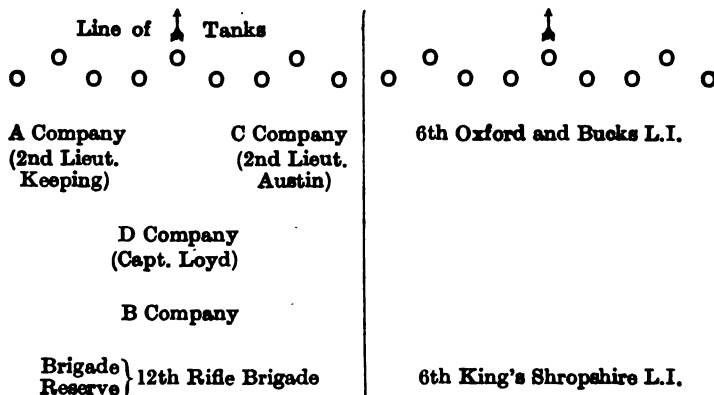 Line of Tanks
A Company
(2nd Lieut.
Keeping)
C Company
(2nd Lieut.
Austin)
6th Oxford and Bucks L.I.
D Company
(Capt. Loyd)
B Company
Brigade
Reserve
12th Rifle Brigade
6th King's Shropshire L.I.